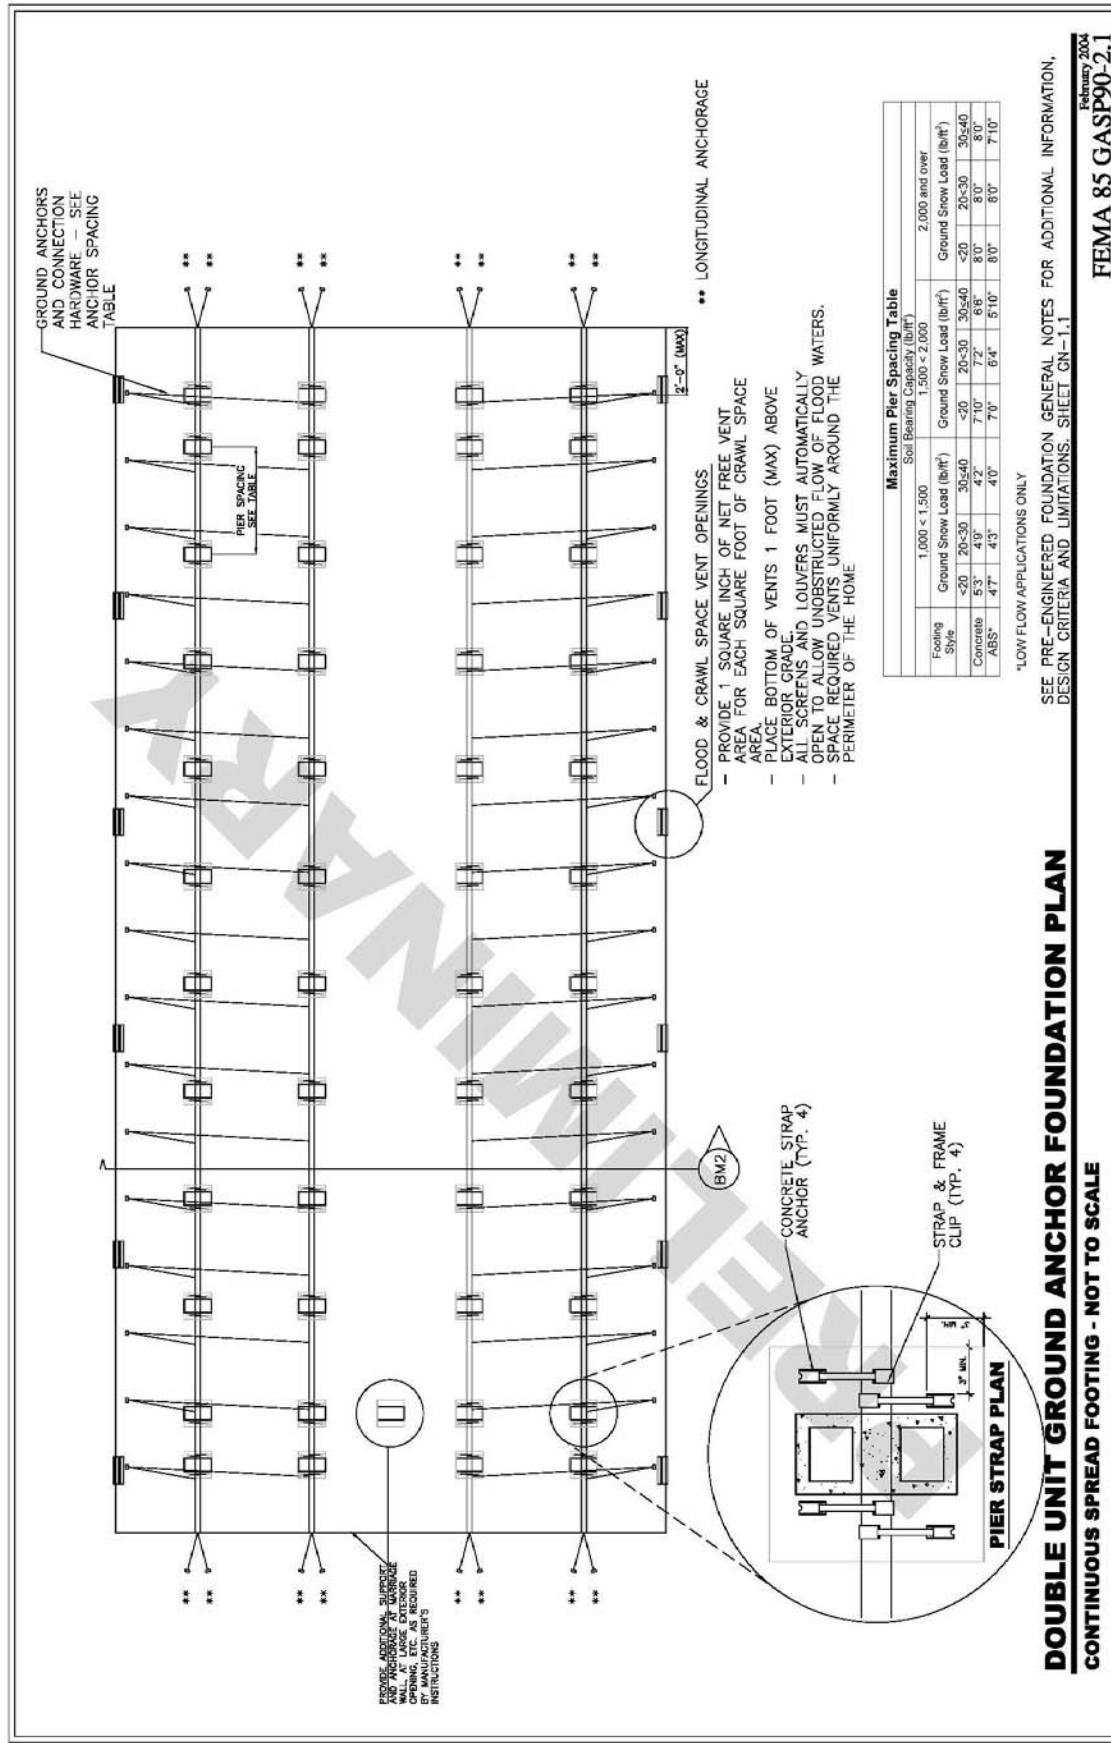 GROUND ANCHORS
AND CONNECTION
HARDWARE – SEE
ANCHOR SPACING
TABLE
**
**
**
**
**
**
**
**
PIER SPACING
SEE TABLE
2'-0" (MAX)
** LONGITUDINAL ANCHORAGE
**
**
**
**
**
**
**
**
PROVIDE ADDITIONAL SUPPORT
AND ANCHORAGE AT MARRIAGE
WALL, AT LARGE EXTERIOR
OPENING, ETC. AS REQUIRED
BY MANUFACTURER'S
INSTRUCTIONS
BM2
FLOOD & CRAWL SPACE VENT OPENINGS
– PROVIDE 1 SQUARE INCH OF NET FREE VENT
AREA FOR EACH SQUARE FOOT OF CRAWL SPACE
AREA.
– PLACE BOTTOM OF VENTS 1 FOOT (MAX) ABOVE
EXTERIOR GRADE.
– ALL SCREENS AND LOUVERS MUST AUTOMATICALLY
OPEN TO ALLOW UNOBSTRUCTED FLOW OF FLOOD WATERS.
– SPACE REQUIRED VENTS UNIFORMLY AROUND THE
PERIMETER OF THE HOME
CONCRETE STRAP
ANCHOR (TYP. 4)
STRAP & FRAME
CLIP (TYP. 4)
3" MIN.
3" MIN.
PIER STRAP PLAN
Maximum Pier Spacing Table
Soil Bearing Capacity (lb/ft²)
1,000 < 1,500 1,500 < 2,000 2,000 and over
Footing Style Ground Snow Load (lb/ft²) Ground Snow Load (lb/ft²) Ground Snow Load (lb/ft²)
<20 20<30 30≤40 <20 20<30 30≤40 <20 20<30 30≤40
Concrete 5'3" 4'9" 4'2" 7'10" 7'2" 6'6" 8'0" 8'0" 8'0"
ABS* 4'7" 4'3" 4'0" 7'0" 6'4" 5'10" 8'0" 8'0" 7'10"
*LOW FLOW APPLICATIONS ONLY
SEE PRE–ENGINEERED FOUNDATION GENERAL NOTES FOR ADDITIONAL INFORMATION,
DESIGN CRITERIA AND LIMITATIONS. SHEET GN–1.1
PRELIMINARY
DOUBLE UNIT GROUND ANCHOR FOUNDATION PLAN
CONTINUOUS SPREAD FOOTING - NOT TO SCALE
February 2004
FEMA 85 GASP90-2.1